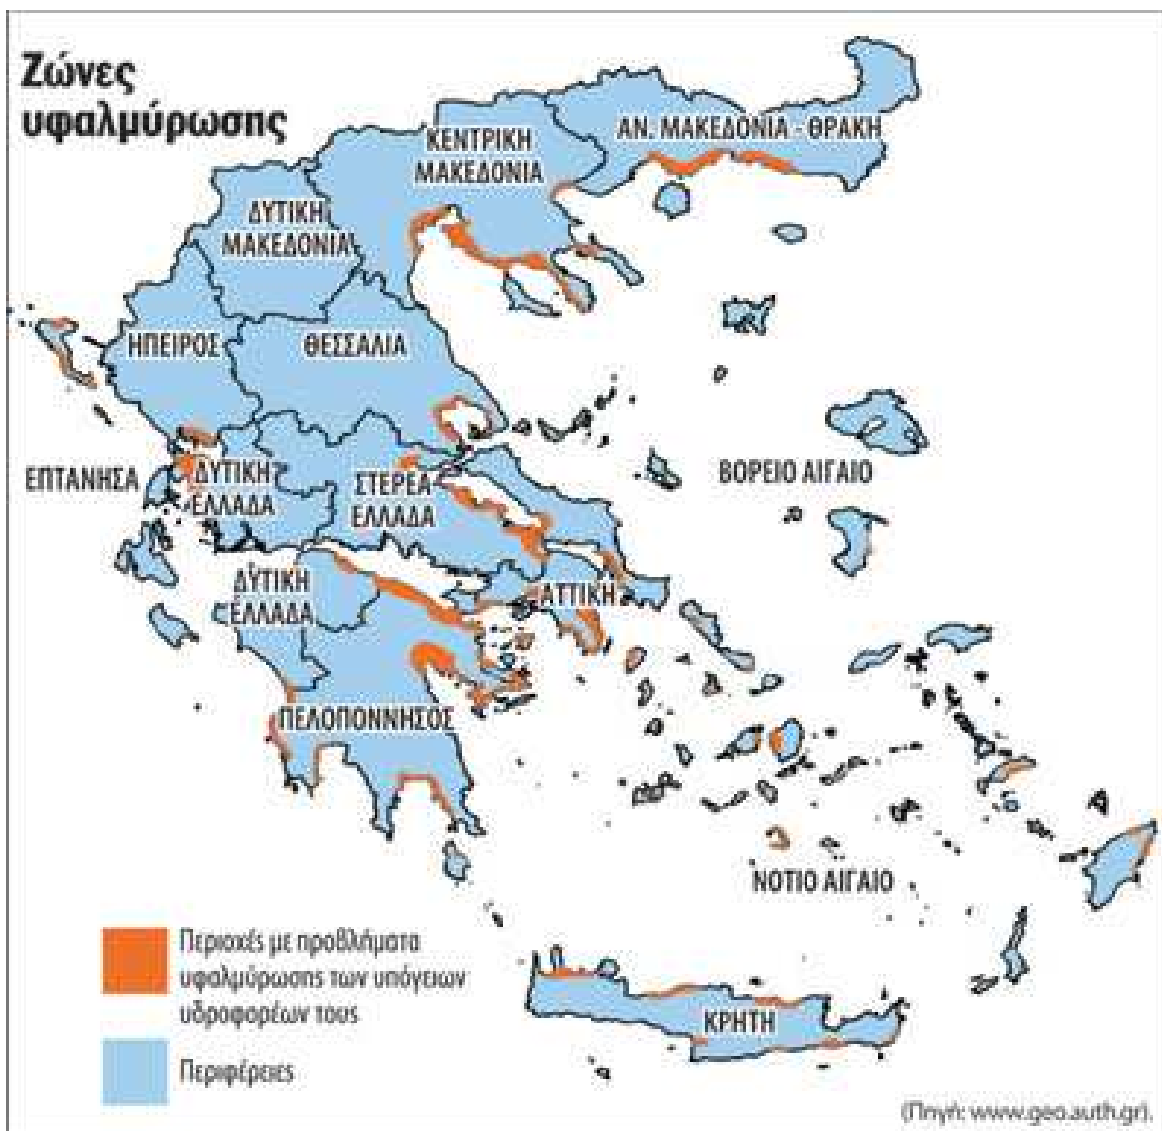 Ζώνες
υφαλμύρωσης
ΑΝ. ΜΑΚΕΔΟΝΙΑ - ΘΡΑΚΗ
ΚΕΝΤΡΙΚΗ
ΜΑΚΕΔΟΝΙΑ
ΔΥΤΙΚΗ
ΜΑΚΕΔΟΝΙΑ
ΗΠΕΙΡΟΣ
ΘΕΣΣΑΛΙΑ
ΕΠΤΑΝΗΣΑ
ΔΥΤΙΚΗ
ΕΛΛΑΔΑ
ΣΤΕΡΕΑ
ΕΛΛΑΔΑ
ΒΟΡΕΙΟ ΑΙΓΑΙΟ
ΔΥΤΙΚΗ
ΕΛΛΑΔΑ
ΑΤΤΙΚΗ
ΠΕΛΟΠΟΝΝΗΣΟΣ
ΝΟΤΙΟ ΑΙΓΑΙΟ
ΚΡΗΤΗ
Περιοχές με προβλήματα
υφαλμύρωσης των υπόγειων
υδροφορέων τους
Περιφέρειες
(Πηγή: www.geo.auth.gr).